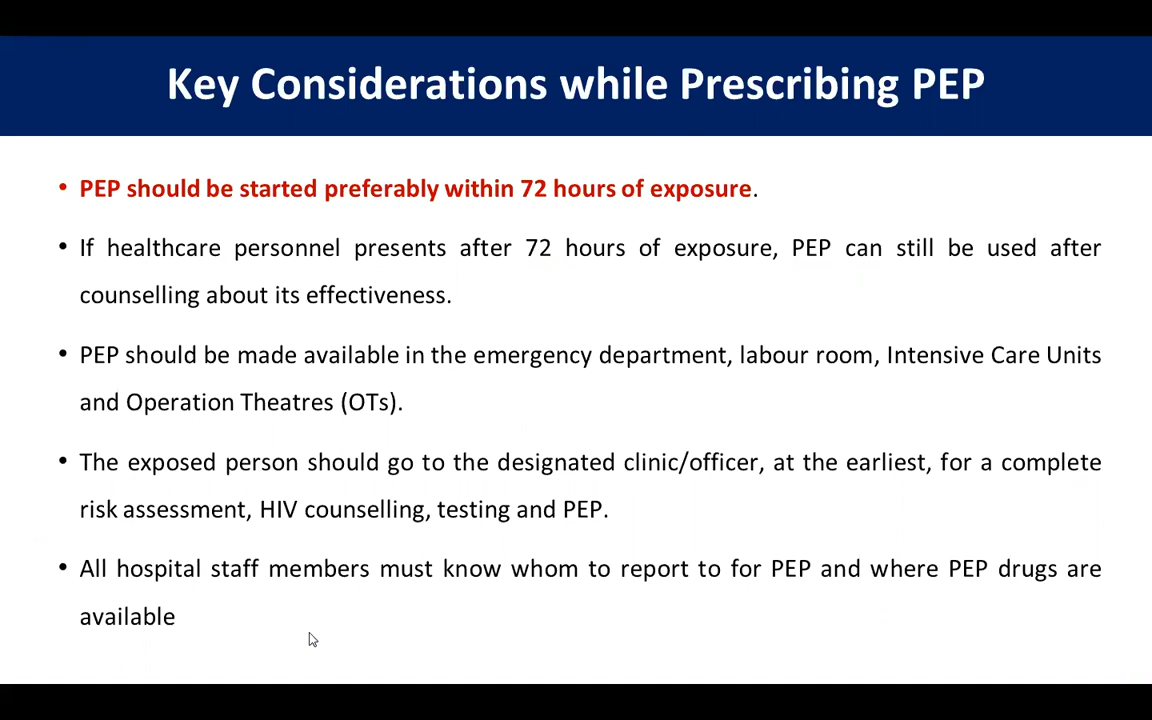 Key Considerations while Prescribing PEP
• PEP should be started preferably within 72 hours of exposure.
• If healthcare personnel presents after 72 hours of exposure, PEP can still be used after
counselling about its effectiveness.
• PEP should be made available in the emergency department, labour room, Intensive Care Units
and Operation Theatres (OTs).
• The exposed person should go to the designated clinic/officer, at the earliest, for a complete
risk assessment, HIV counselling, testing and PEP.
• All hospital staff members must know whom to report to for PEP and where PEP drugs are
available